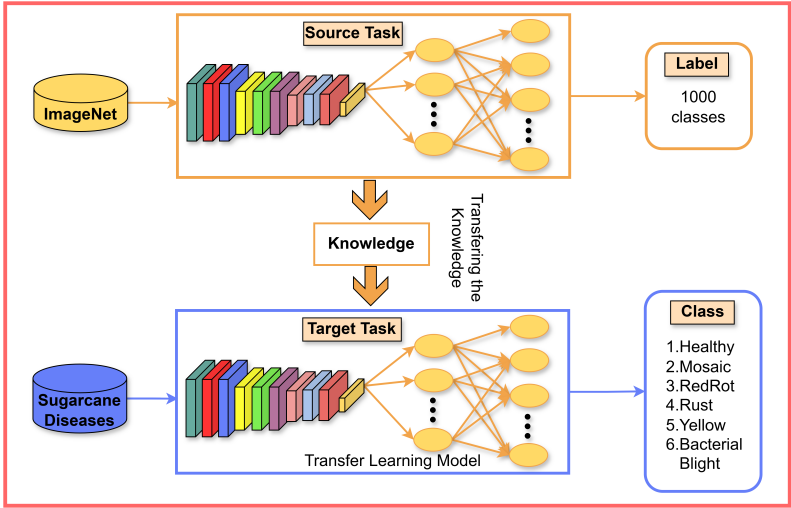 Source Task
ImageNet
Label
1000
classes
Transfering the
Knowledge
Knowledge
Target Task
Sugarcane
Diseases
Transfer Learning Model
Class
1.Healthy
2.Mosaic
3.RedRot
4.Rust
5.Yellow
6.Bacterial
Blight